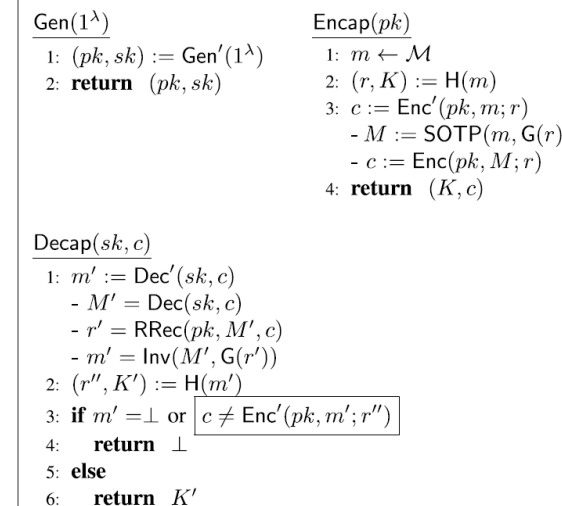 Gen(1^λ)
1: (pk, sk) := Gen′(1^λ)
2: return (pk, sk)
Encap(pk)
1: m ← ℳ
2: (r, K) := H(m)
3: c := Enc′(pk, m; r)
- M := SOTP(m, G(r)
- c := Enc(pk, M; r)
4: return (K, c)
Decap(sk, c)
1: m′ := Dec′(sk, c)
- M′ = Dec(sk, c)
- r′ = RRec(pk, M′, c)
- m′ = Inv(M′, G(r′))
2: (r″, K′) := H(m′)
3: if m′ =⊥ or c ≠ Enc′(pk, m′; r″)
4: return ⊥
5: else
6: return K′